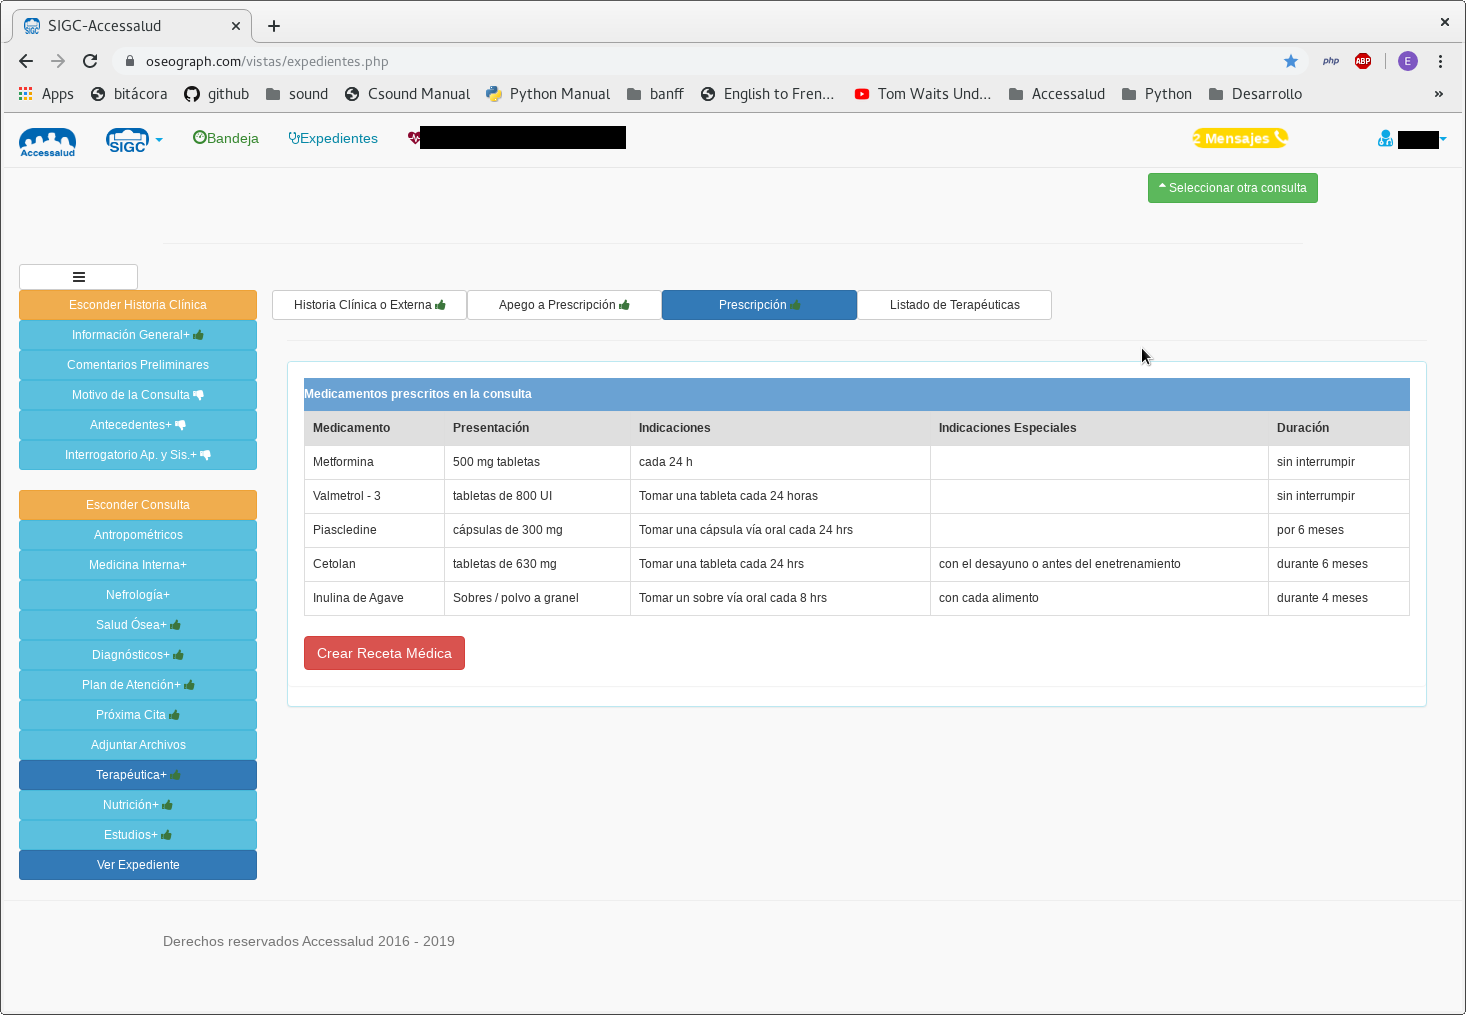 SIGC-Accessalud
oseograph.com/vistas/expedientes.php
php ABP E
Apps bitácora github sound Csound Manual Python Manual banff English to Fren... Tom Waits Und... Accessalud Python Desarrollo »
Accessalud SIGC Bandeja Expedientes 2 Mensajes
Seleccionar otra consulta
Esconder Historia Clínica
Información General+
Comentarios Preliminares
Motivo de la Consulta
Antecedentes+
Interrogatorio Ap. y Sis.+
Esconder Consulta
Antropométricos
Medicina Interna+
Nefrología+
Salud Ósea+
Diagnósticos+
Plan de Atención+
Próxima Cita
Adjuntar Archivos
Terapéutica+
Nutrición+
Estudios+
Ver Expediente
Historia Clínica o Externa Apego a Prescripción Prescripción Listado de Terapéuticas
Medicamentos prescritos en la consulta
Medicamento Presentación Indicaciones Indicaciones Especiales Duración
Metformina 500 mg tabletas cada 24 h sin interrumpir
Valmetrol - 3 tabletas de 800 UI Tomar una tableta cada 24 horas sin interrumpir
Piascledine cápsulas de 300 mg Tomar una cápsula vía oral cada 24 hrs por 6 meses
Cetolan tabletas de 630 mg Tomar una tableta cada 24 hrs con el desayuno o antes del enetrenamiento durante 6 meses
Inulina de Agave Sobres / polvo a granel Tomar un sobre vía oral cada 8 hrs con cada alimento durante 4 meses
Crear Receta Médica
Derechos reservados Accessalud 2016 - 2019